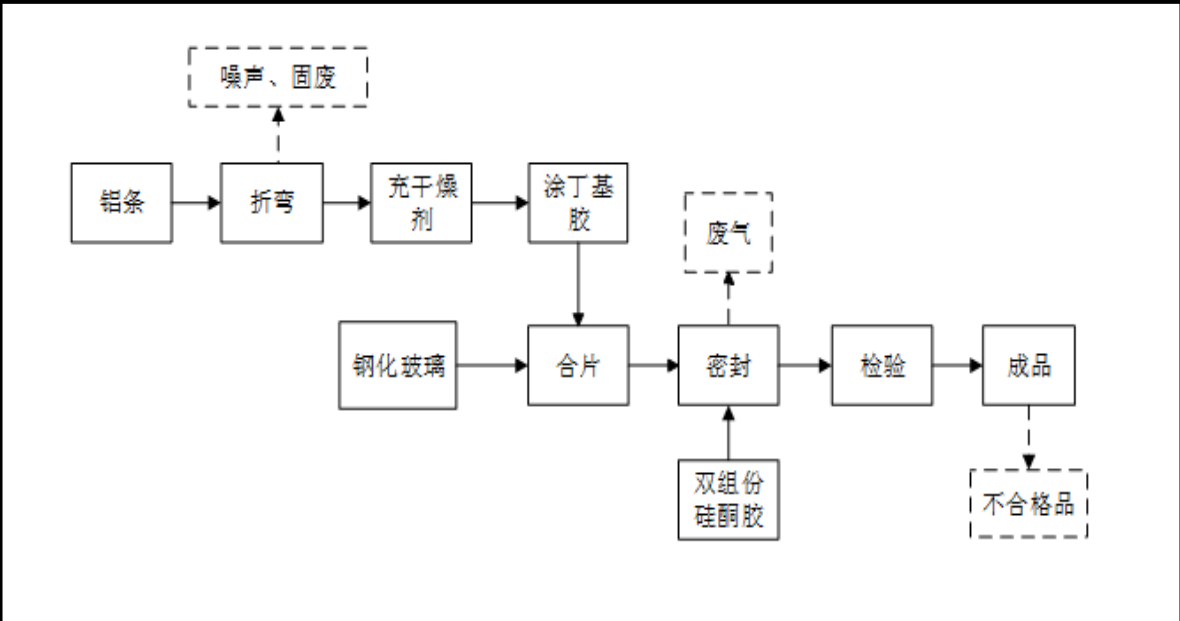 噪声、固废
铝条
折弯
充干燥
剂
涂丁基
胶
废气
钢化玻璃
合片
密封
检验
成品
双组份
硅酮胶
不合格品